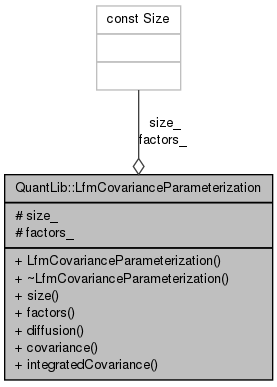 const Size
size_
factors_
QuantLib::LfmCovarianceParameterization
# size_
# factors_
+ LfmCovarianceParameterization()
+ ~LfmCovarianceParameterization()
+ size()
+ factors()
+ diffusion()
+ covariance()
+ integratedCovariance()